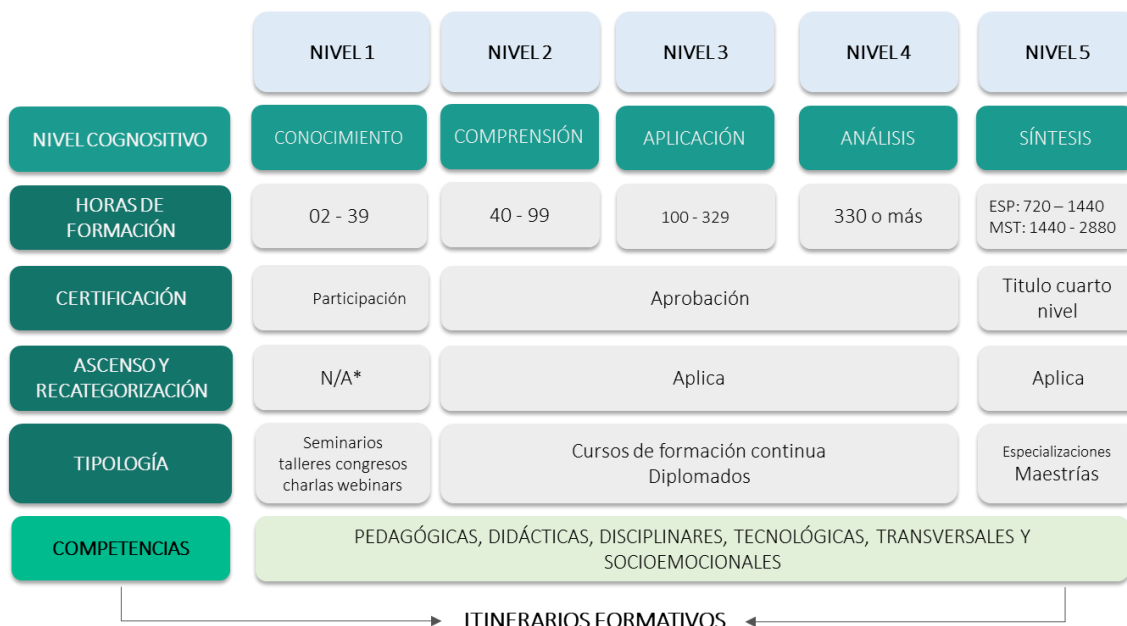 NIVEL 1
NIVEL 2
NIVEL 3
NIVEL 4
NIVEL 5
NIVEL COGNOSITIVO
CONOCIMIENTO
COMPRENSIÓN
APLICACIÓN
ANÁLISIS
SÍNTESIS
HORAS DE
FORMACIÓN
02 - 39
40 - 99
100 - 329
330 o más
ESP: 720 – 1440
MST: 1440 - 2880
CERTIFICACIÓN
Participación
Aprobación
Titulo cuarto
nivel
ASCENSO Y
RECATEGORIZACIÓN
N/A*
Aplica
Aplica
TIPOLOGÍA
Seminarios
talleres congresos
charlas webinars
Cursos de formación continua
Diplomados
Especializaciones
Maestrías
COMPETENCIAS
PEDAGÓGICAS, DIDÁCTICAS, DISCIPLINARES, TECNOLÓGICAS, TRANSVERSALES Y
SOCIOEMOCIONALES
ITINERARIOS FORMATIVOS